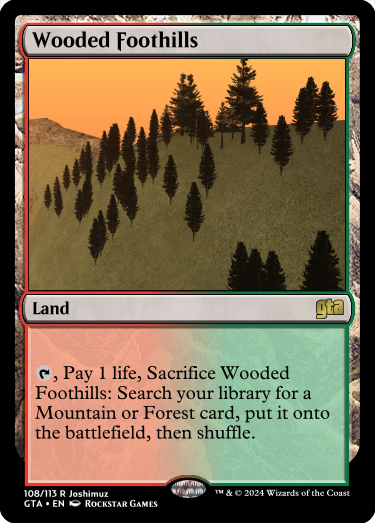 Wooded Foothills
Land
gta
, Pay 1 life, Sacrifice Wooded
Foothills: Search your library for a
Mountain or Forest card, put it onto
the battlefield, then shuffle.
108/113 R Joshimuz
GTA • EN Rockstar Games
™ & © 2024 Wizards of the Coast